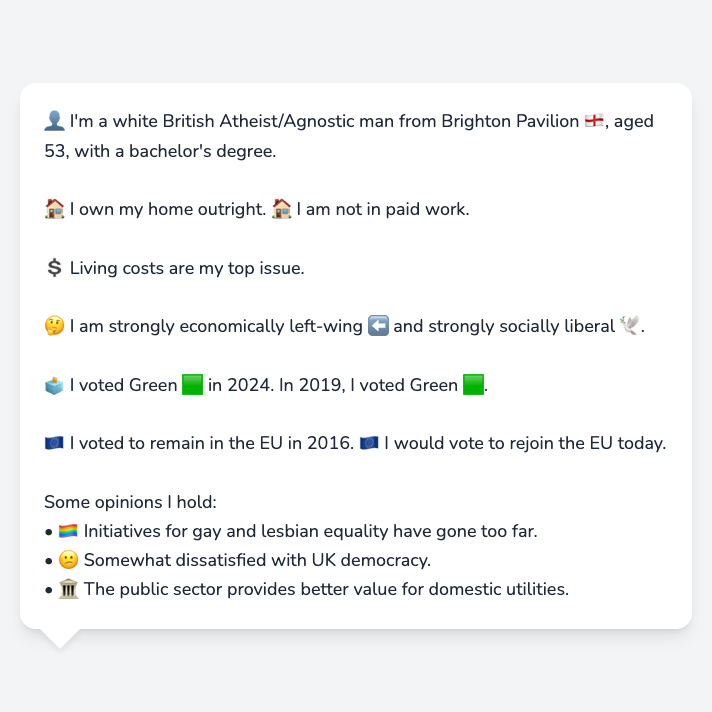 👤 I'm a white British Atheist/Agnostic man from Brighton Pavilion 🏴󠁧󠁢󠁥󠁮󠁧󠁿, aged
53, with a bachelor's degree.
🏠 I own my home outright. 🏠 I am not in paid work.
💲 Living costs are my top issue.
🤔 I am strongly economically left-wing ⬅️ and strongly socially liberal 🕊️.
🗳️ I voted Green 🟩 in 2024. In 2019, I voted Green 🟩.
🇪🇺 I voted to remain in the EU in 2016. 🇪🇺 I would vote to rejoin the EU today.
Some opinions I hold:
• 🏳️‍🌈 Initiatives for gay and lesbian equality have gone too far.
• 🙁 Somewhat dissatisfied with UK democracy.
• 🏛️ The public sector provides better value for domestic utilities.